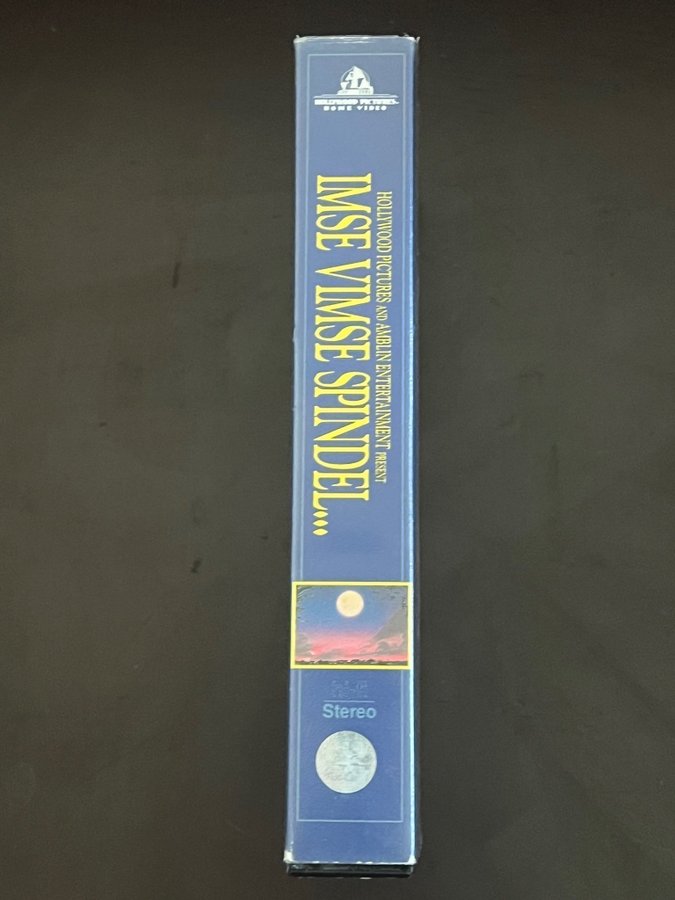 HOLLYWOOD PICTURES
HOME VIDEO
HOLLYWOOD PICTURES AND AMBLIN ENTERTAINMENT PRESENT
IMSE VIMSE SPINDEL...
Stereo